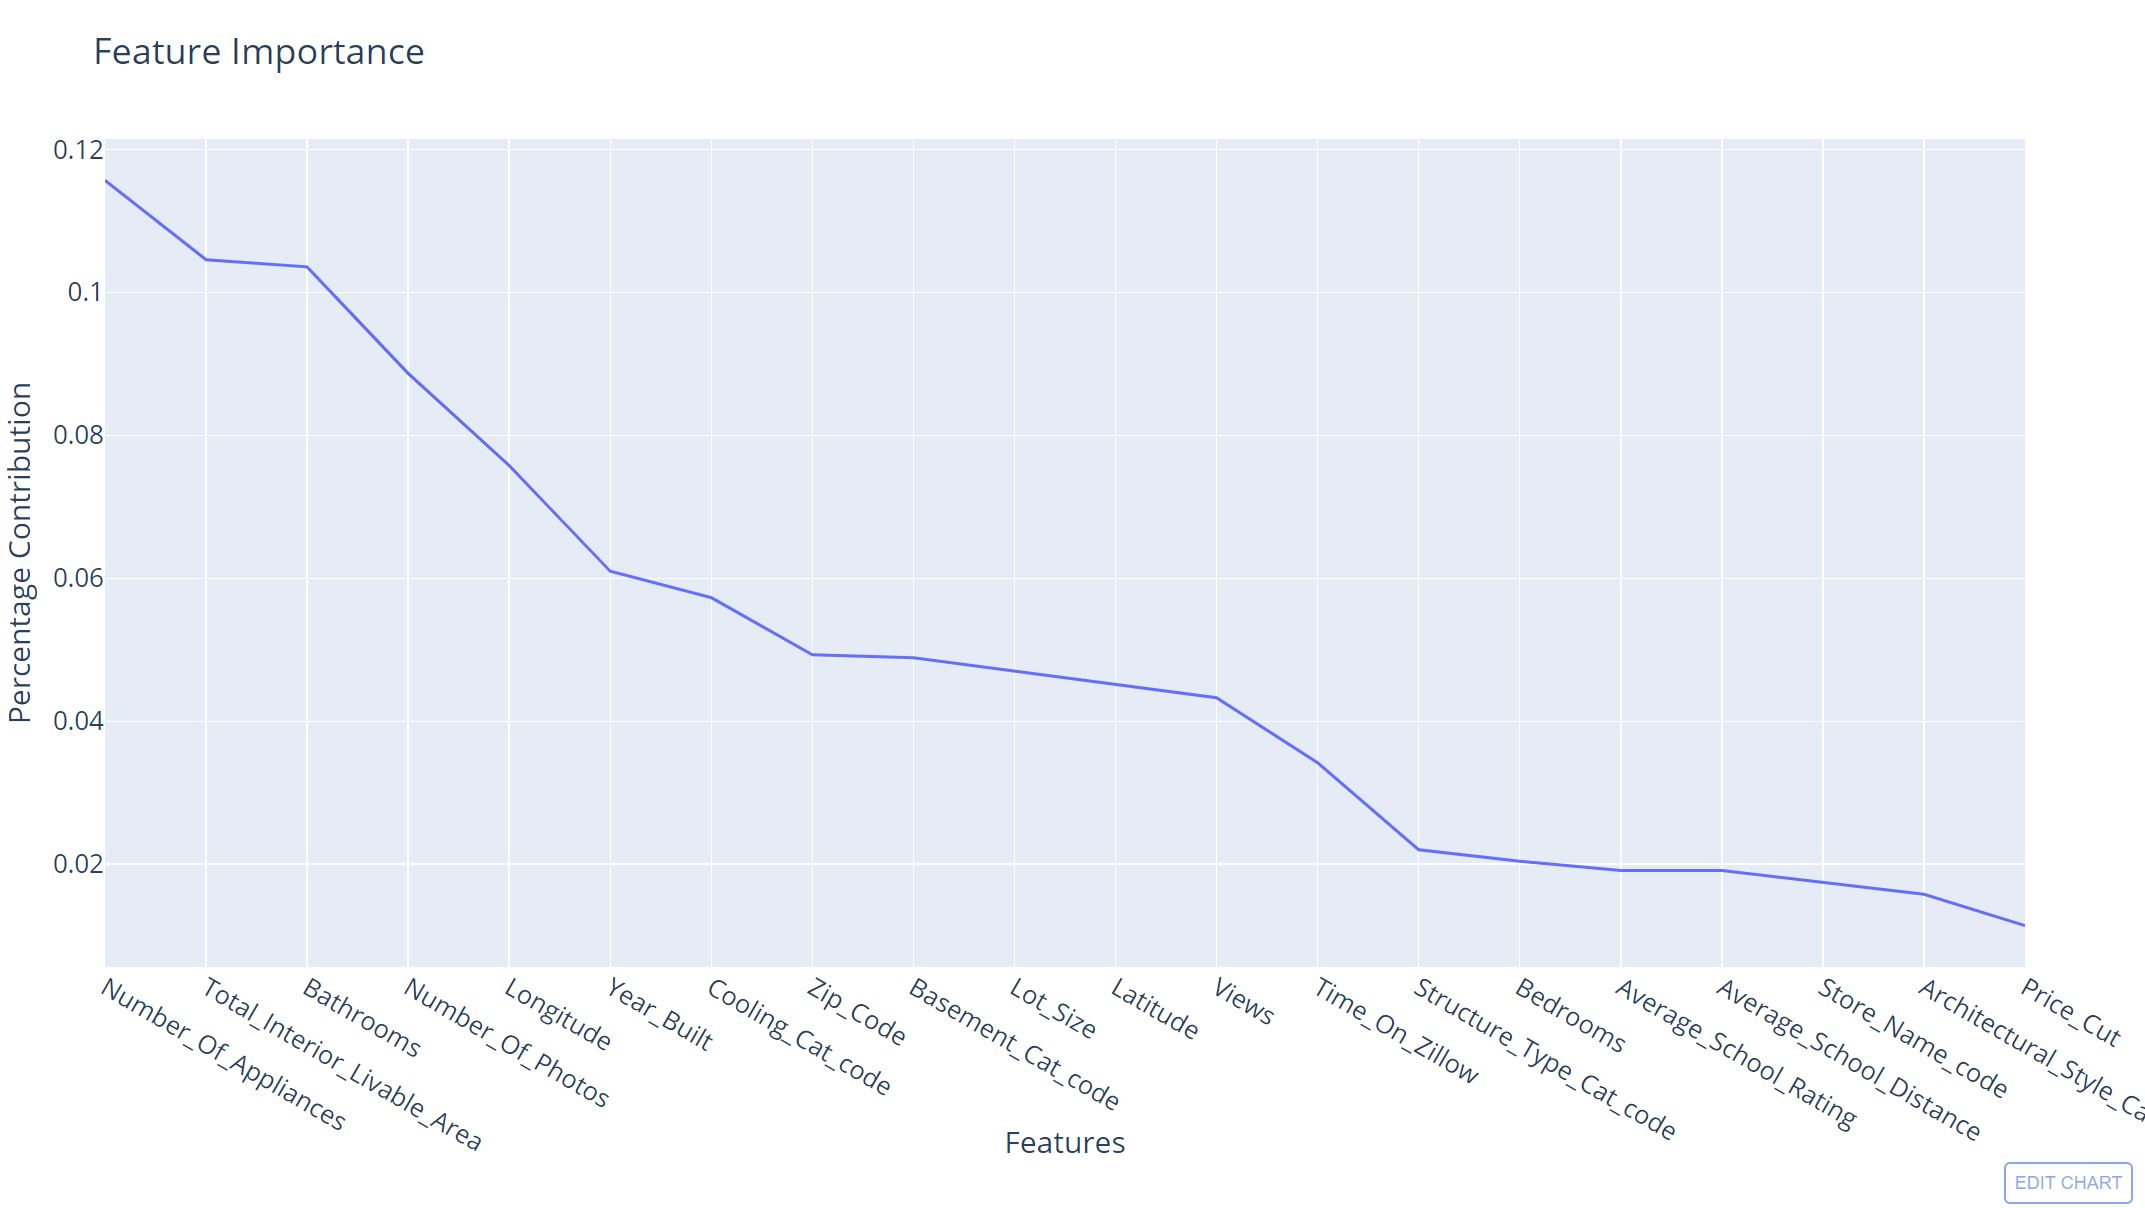 Feature Importance
0.12
0.1
0.08
0.06
0.04
0.02
Percentage Contribution
Number_Of_Appliances
Total_Interior_Livable_Area
Bathrooms
Number_Of_Photos
Longitude
Year_Built
Cooling_Cat_code
Zip_Code
Basement_Cat_code
Lot_Size
Latitude
Views
Time_On_Zillow
Structure_Type_Cat_code
Bedrooms
Average_School_Rating
Average_School_Distance
Store_Name_code
Architectural_Style_Ca
Price_Cut
Features
EDIT CHART